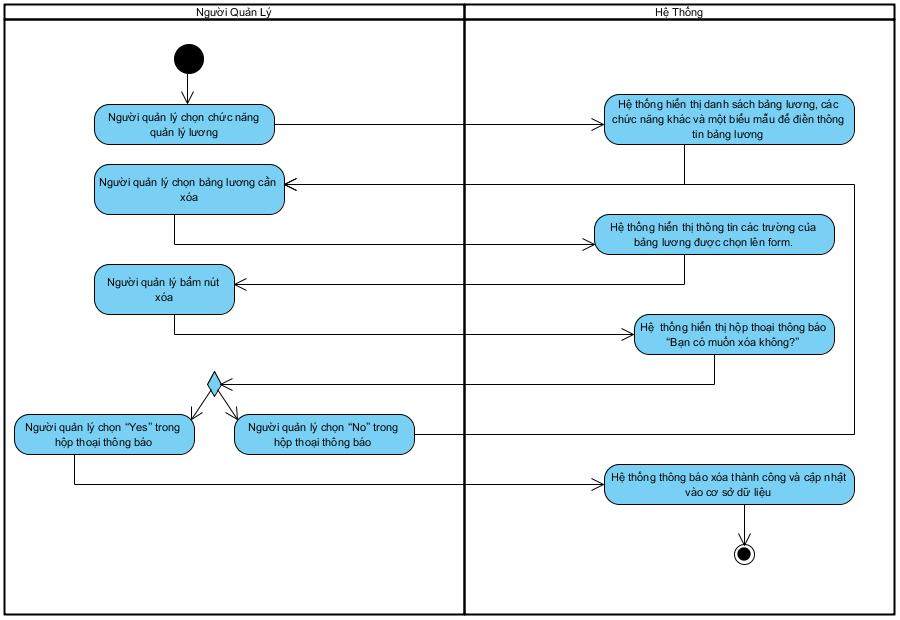 Người Quản Lý
Hệ Thống
Người quản lý chọn chức năng
quản lý lương
Hệ thống hiển thị danh sách bảng lương, các
chức năng khác và một biểu mẫu để điền thông
tin bảng lương
Người quản lý chọn bảng lương cần
xóa
Hệ thống hiển thị thông tin các trường của
bảng lương được chọn lên form.
Người quản lý bấm nút
xóa
Hệ thống hiển thị hộp thoại thông báo
“Bạn có muốn xóa không?”
Người quản lý chọn “Yes” trong
hộp thoại thông báo
Người quản lý chọn “No” trong
hộp thoại thông báo
Hệ thống thông báo xóa thành công và cập nhật
vào cơ sở dữ liệu